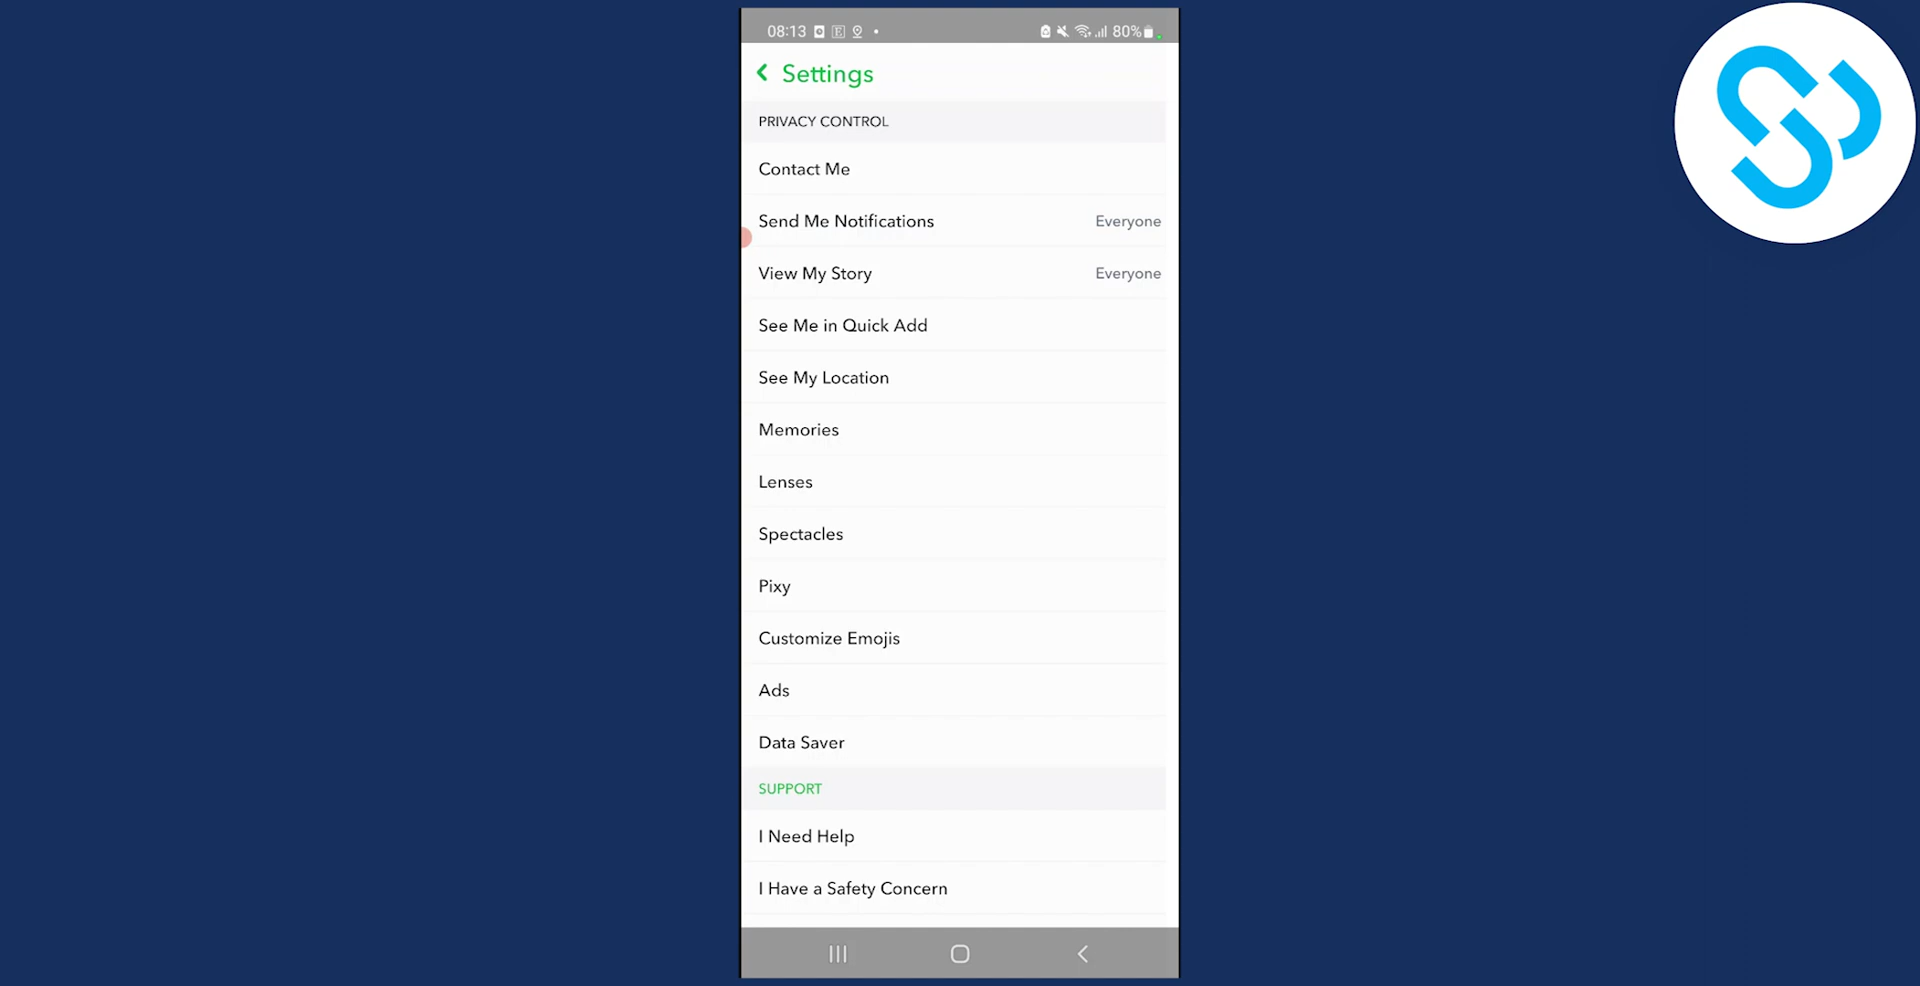 08:13 80%
Settings
PRIVACY CONTROL
Contact Me
Send Me Notifications Everyone
View My Story Everyone
See Me in Quick Add
See My Location
Memories
Lenses
Spectacles
Pixy
Customize Emojis
Ads
Data Saver
SUPPORT
I Need Help
I Have a Safety Concern